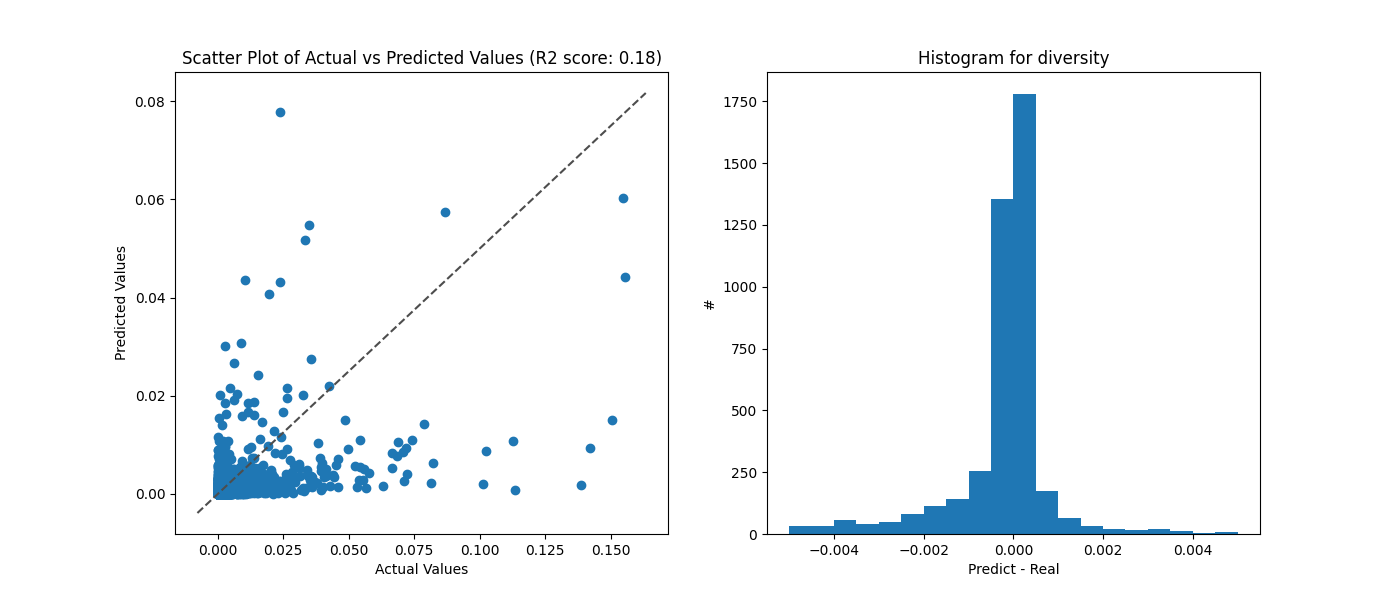 Scatter Plot of Actual vs Predicted Values (R2 score: 0.18)
0.08
0.06
0.04
0.02
0.00
Predicted Values
0.000 0.025 0.050 0.075 0.100 0.125 0.150
Actual Values
Histogram for diversity
1750
1500
1250
1000
750
500
250
0
#
−0.004 −0.002 0.000 0.002 0.004
Predict - Real